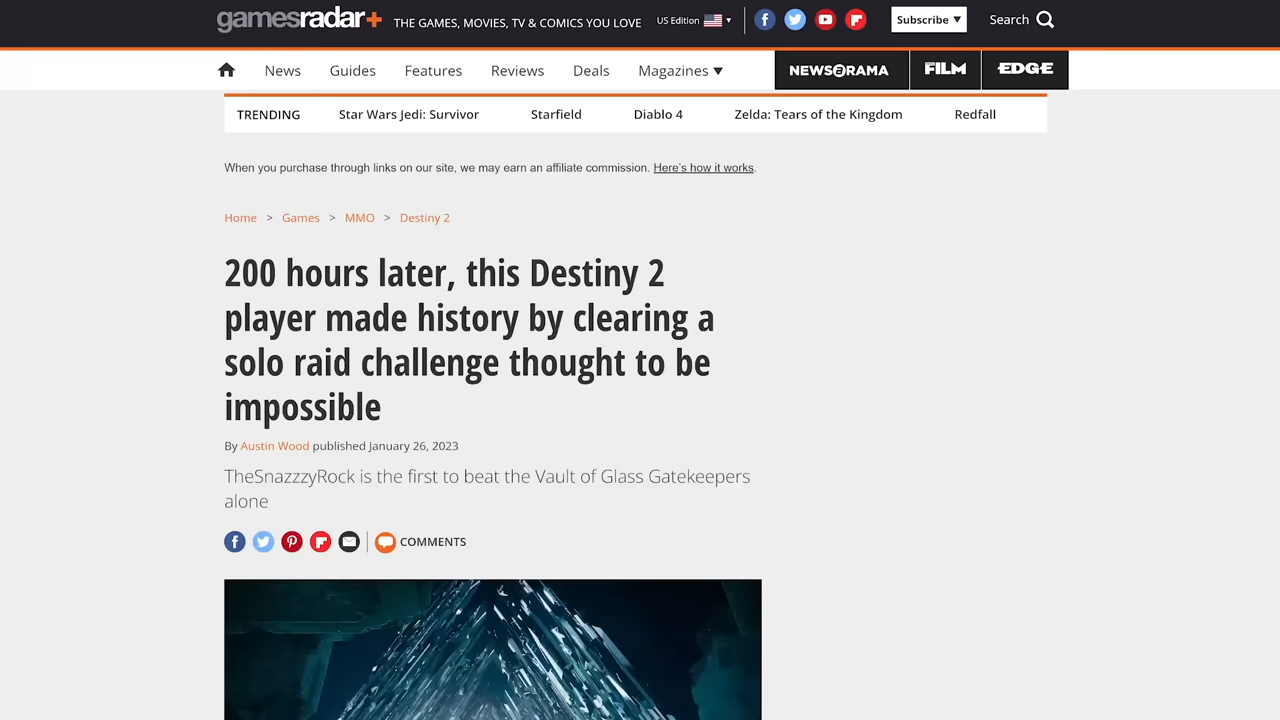 gamesradar+ THE GAMES, MOVIES, TV & COMICS YOU LOVE US Edition ▼ Subscribe ▼ Search
News Guides Features Reviews Deals Magazines ▼ NEWSARAMA FILM EDGE
TRENDING Star Wars Jedi: Survivor Starfield Diablo 4 Zelda: Tears of the Kingdom Redfall
When you purchase through links on our site, we may earn an affiliate commission. Here's how it works.
Home > Games > MMO > Destiny 2
200 hours later, this Destiny 2
player made history by clearing a
solo raid challenge thought to be
impossible
By Austin Wood published January 26, 2023
TheSnazzzyRock is the first to beat the Vault of Glass Gatekeepers
alone
COMMENTS